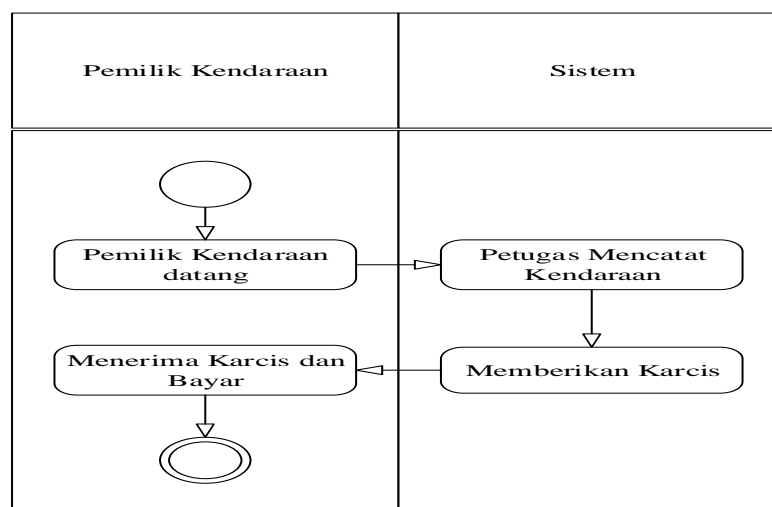 Pemilik Kendaraan
Sistem
Pemilik Kendaraan
datang
Petugas Mencatat
Kendaraan
Menerima Karcis dan
Bayar
Memberikan Karcis